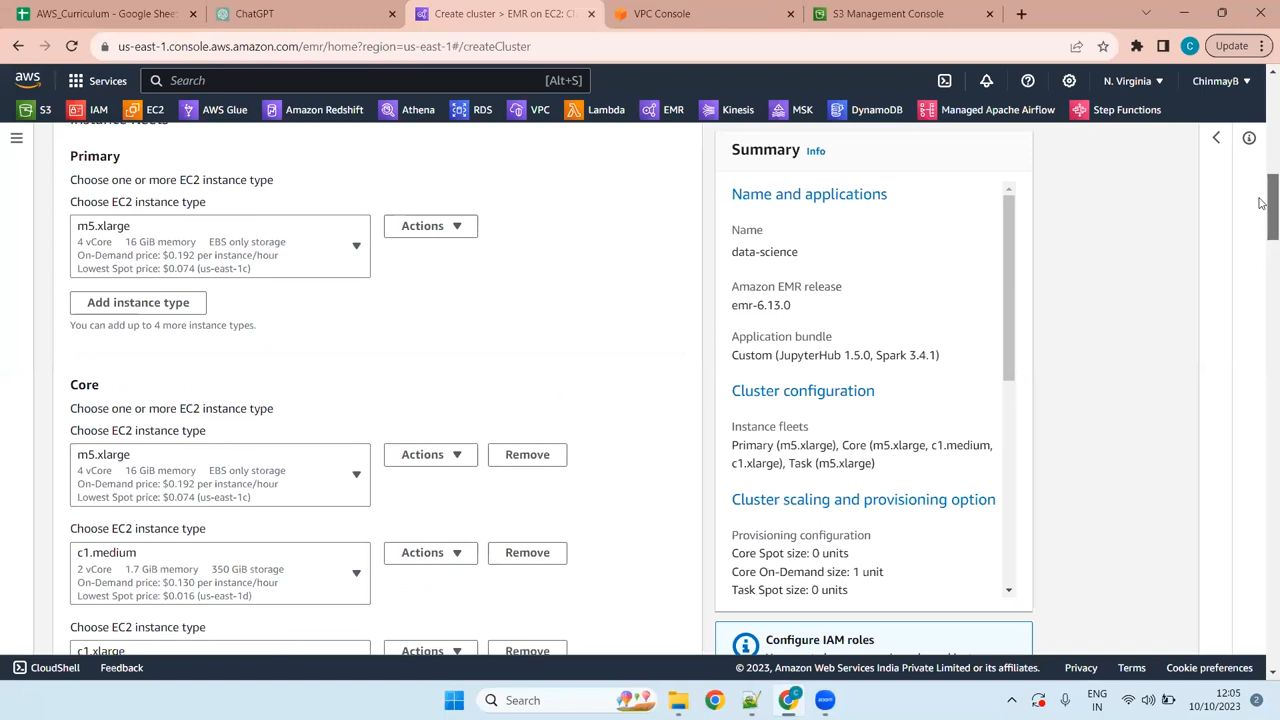 AWS_Curriculum - Google Sheet
ChatGPT
Create cluster > EMR on EC2: Cl
VPC Console
S3 Management Console
us-east-1.console.aws.amazon.com/emr/home?region=us-east-1#/createCluster
C
Update
aws
Services
Search
[Alt+S]
N. Virginia
ChinmayB
S3
IAM
EC2
AWS Glue
Amazon Redshift
Athena
RDS
VPC
Lambda
EMR
Kinesis
MSK
DynamoDB
Managed Apache Airflow
Step Functions
Instance fleets
Primary
Choose one or more EC2 instance type
Choose EC2 instance type
m5.xlarge
4 vCore 16 GiB memory EBS only storage
On-Demand price: $0.192 per instance/hour
Lowest Spot price: $0.074 (us-east-1c)
Actions
Add instance type
You can add up to 4 more instance types.
Core
Choose one or more EC2 instance type
Choose EC2 instance type
m5.xlarge
4 vCore 16 GiB memory EBS only storage
On-Demand price: $0.192 per instance/hour
Lowest Spot price: $0.074 (us-east-1c)
Actions
Remove
Choose EC2 instance type
c1.medium
2 vCore 1.7 GiB memory 350 GiB storage
On-Demand price: $0.130 per instance/hour
Lowest Spot price: $0.016 (us-east-1d)
Actions
Remove
Choose EC2 instance type
c1.xlarge
Actions
Remove
Summary Info
Name and applications
Name
data-science
Amazon EMR release
emr-6.13.0
Application bundle
Custom (JupyterHub 1.5.0, Spark 3.4.1)
Cluster configuration
Instance fleets
Primary (m5.xlarge), Core (m5.xlarge, c1.medium,
c1.xlarge), Task (m5.xlarge)
Cluster scaling and provisioning option
Provisioning configuration
Core Spot size: 0 units
Core On-Demand size: 1 unit
Task Spot size: 0 units
Configure IAM roles
CloudShell
Feedback
© 2023, Amazon Web Services India Private Limited or its affiliates.
Privacy
Terms
Cookie preferences
Search
ENG
IN
12:05
10/10/2023
2